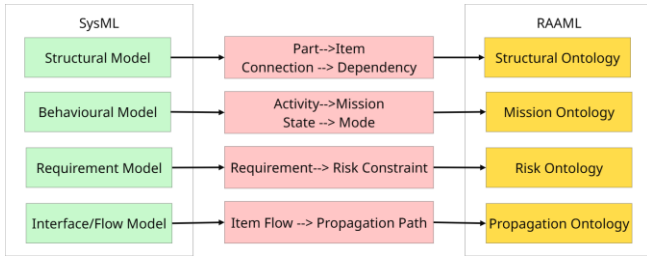 SysML
RAAML
Structural Model
Part-->Item
Connection --> Dependency
Structural Ontology
Behavioural Model
Activity-->Mission
State --> Mode
Mission Ontology
Requirement Model
Requirement--> Risk Constraint
Risk Ontology
Interface/Flow Model
Item Flow --> Propagation Path
Propagation Ontology